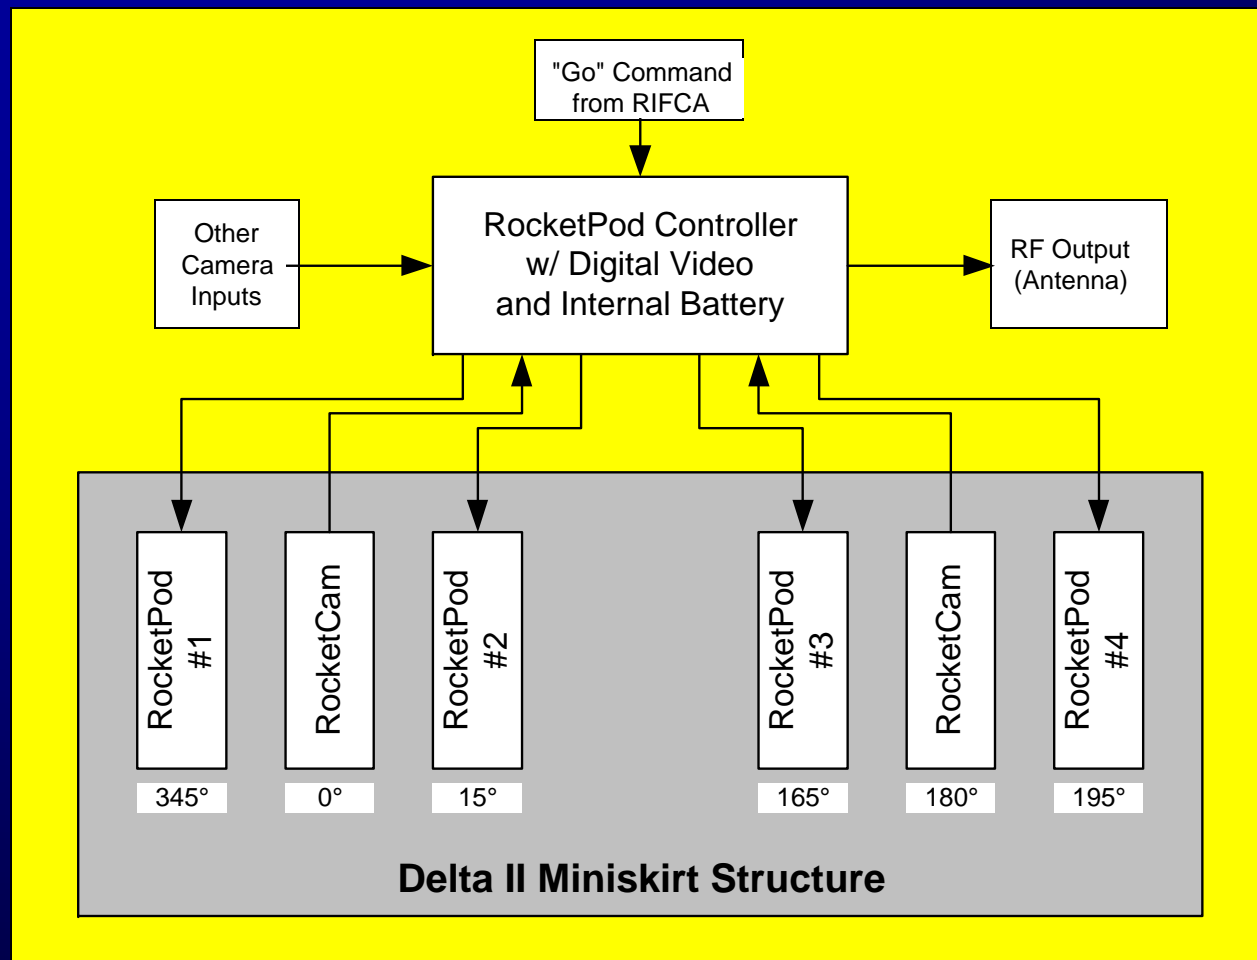 "Go" Command
from RIFCA
Other
Camera
Inputs
RocketPod Controller
w/ Digital Video
and Internal Battery
RF Output
(Antenna)
RocketPod
#1
RocketCam
RocketPod
#2
RocketPod
#3
RocketCam
RocketPod
#4
345°
0°
15°
165°
180°
195°
Delta II Miniskirt Structure